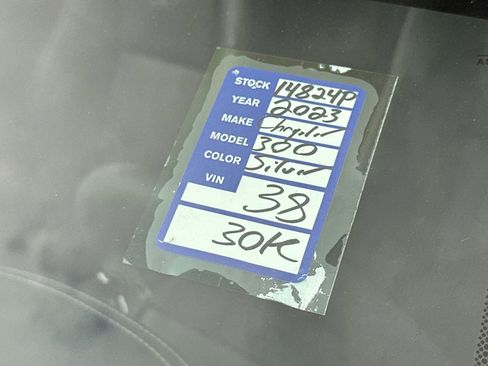 STOCK 14824P
YEAR 2023
MAKE Chrysler
MODEL 300
COLOR Silver
VIN
38
30K